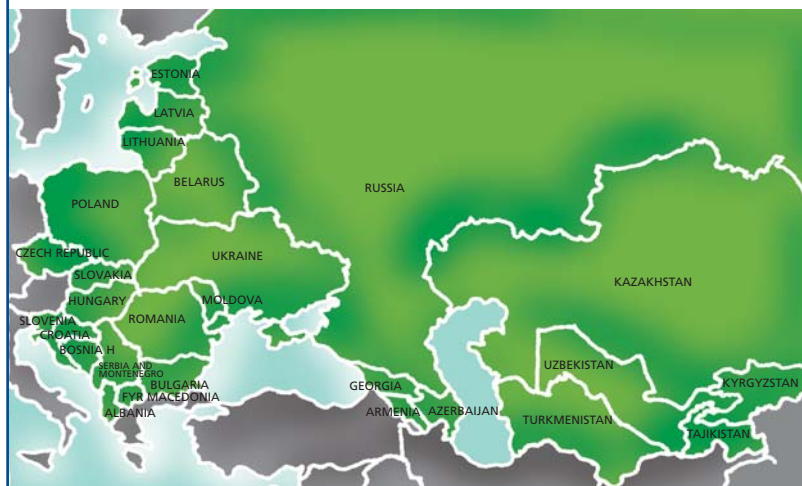 ESTONIA
LATVIA
LITHUANIA
BELARUS
RUSSIA
POLAND
CZECH REPUBLIC
UKRAINE
SLOVAKIA
KAZAKHSTAN
HUNGARY
MOLDOVA
ROMANIA
SLOVENIA
CROATIA
BOSNIA H
SERBIA AND
MONTENEGRO
UZBEKISTAN
BULGARIA
GEORGIA
KYRGYZSTAN
FYR MACEDONIA
ALBANIA
ARMENIA
AZERBAIJAN
TURKMENISTAN
TAJIKISTAN